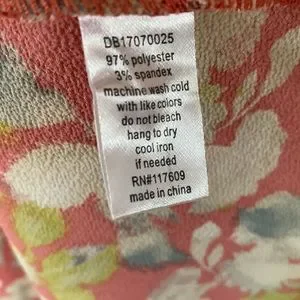 DB17070025
97% polyester
3% spandex
machine wash cold
with like colors
do not bleach
hang to dry
cool iron
if needed
RN#117609
made in china